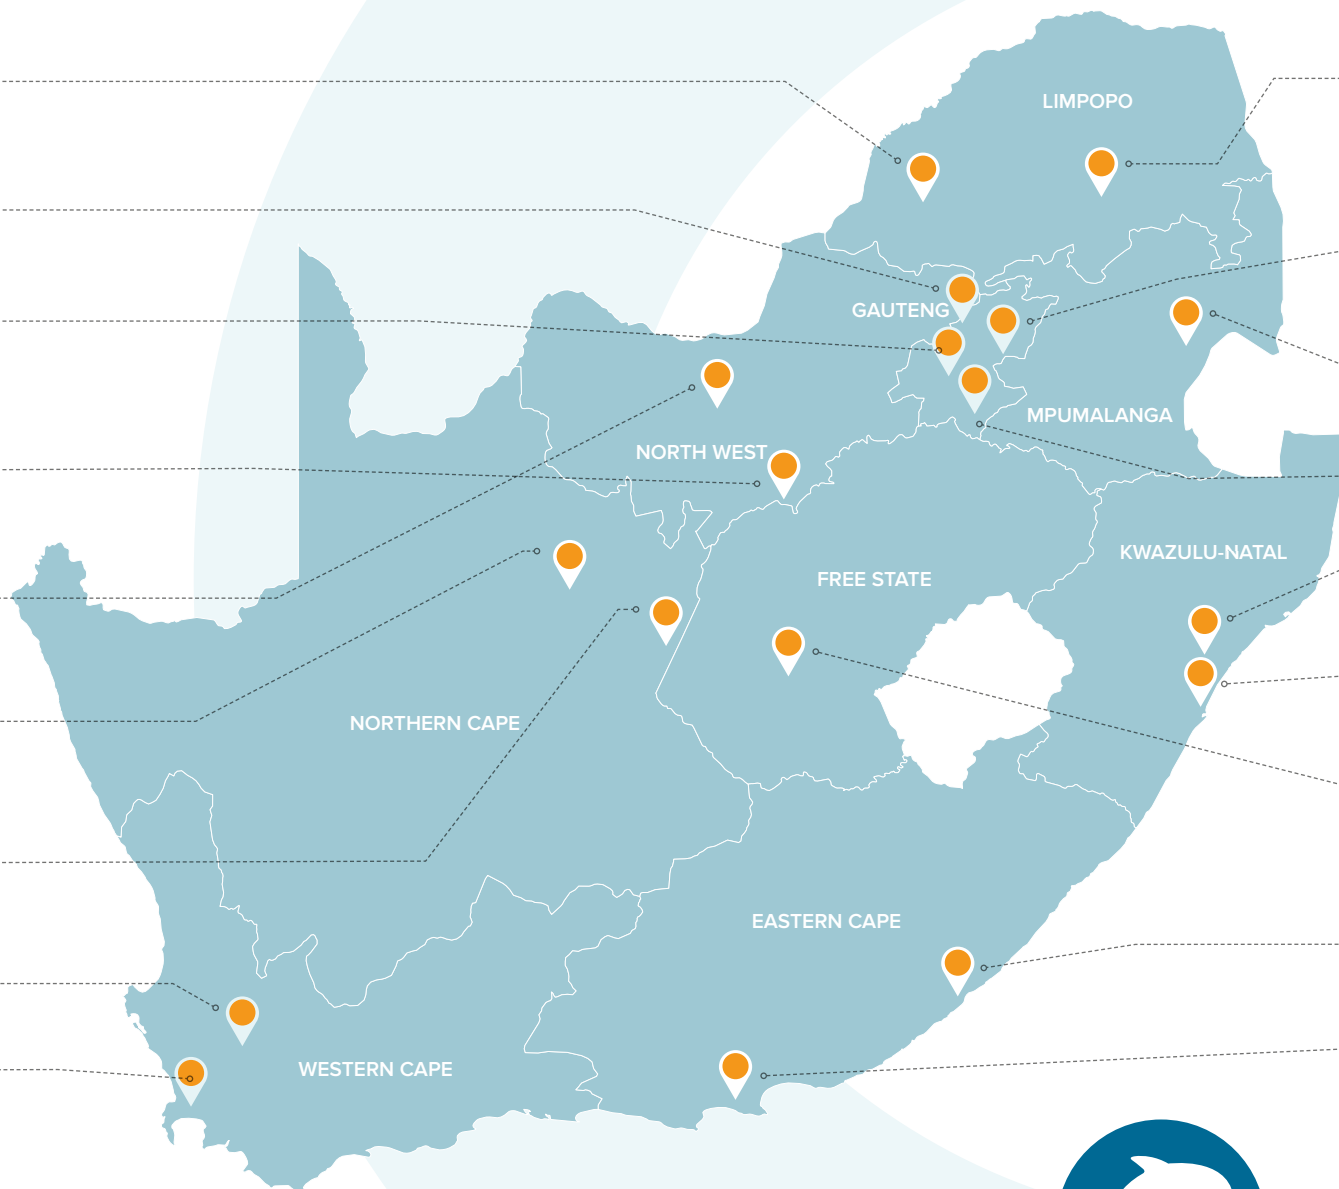 LIMPOPO
GAUTENG
MPUMALANGA
NORTH WEST
KWAZULU-NATAL
FREE STATE
NORTHERN CAPE
EASTERN CAPE
WESTERN CAPE